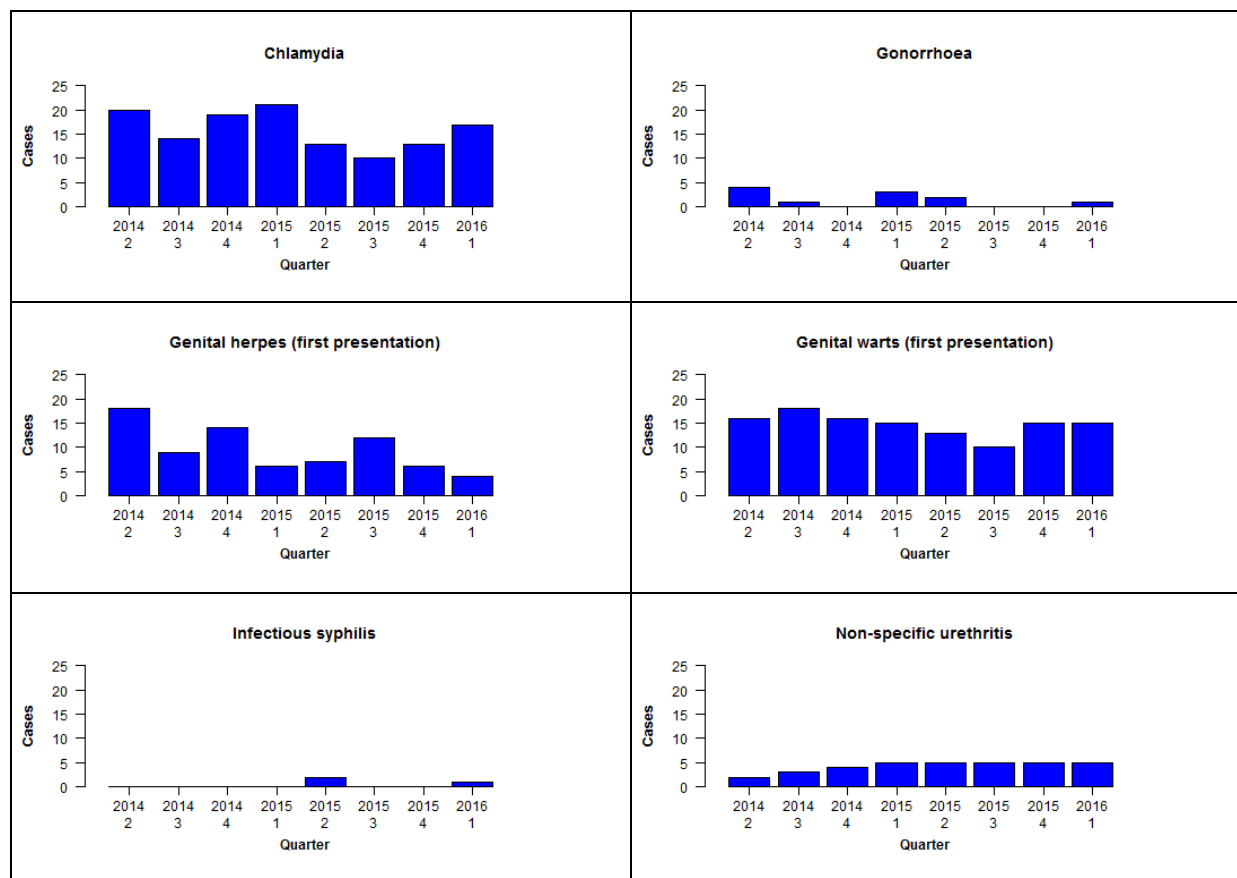 Chlamydia
Cases
25
20
15
10
5
0
2014 2014 2014 2015 2015 2015 2015 2016
2 3 4 1 2 3 4 1
Quarter
Gonorrhoea
Cases
25
20
15
10
5
0
2014 2014 2014 2015 2015 2015 2015 2016
2 3 4 1 2 3 4 1
Quarter
Genital herpes (first presentation)
Cases
25
20
15
10
5
0
2014 2014 2014 2015 2015 2015 2015 2016
2 3 4 1 2 3 4 1
Quarter
Genital warts (first presentation)
Cases
25
20
15
10
5
0
2014 2014 2014 2015 2015 2015 2015 2016
2 3 4 1 2 3 4 1
Quarter
Infectious syphilis
Cases
25
20
15
10
5
0
2014 2014 2014 2015 2015 2015 2015 2016
2 3 4 1 2 3 4 1
Quarter
Non-specific urethritis
Cases
25
20
15
10
5
0
2014 2014 2014 2015 2015 2015 2015 2016
2 3 4 1 2 3 4 1
Quarter